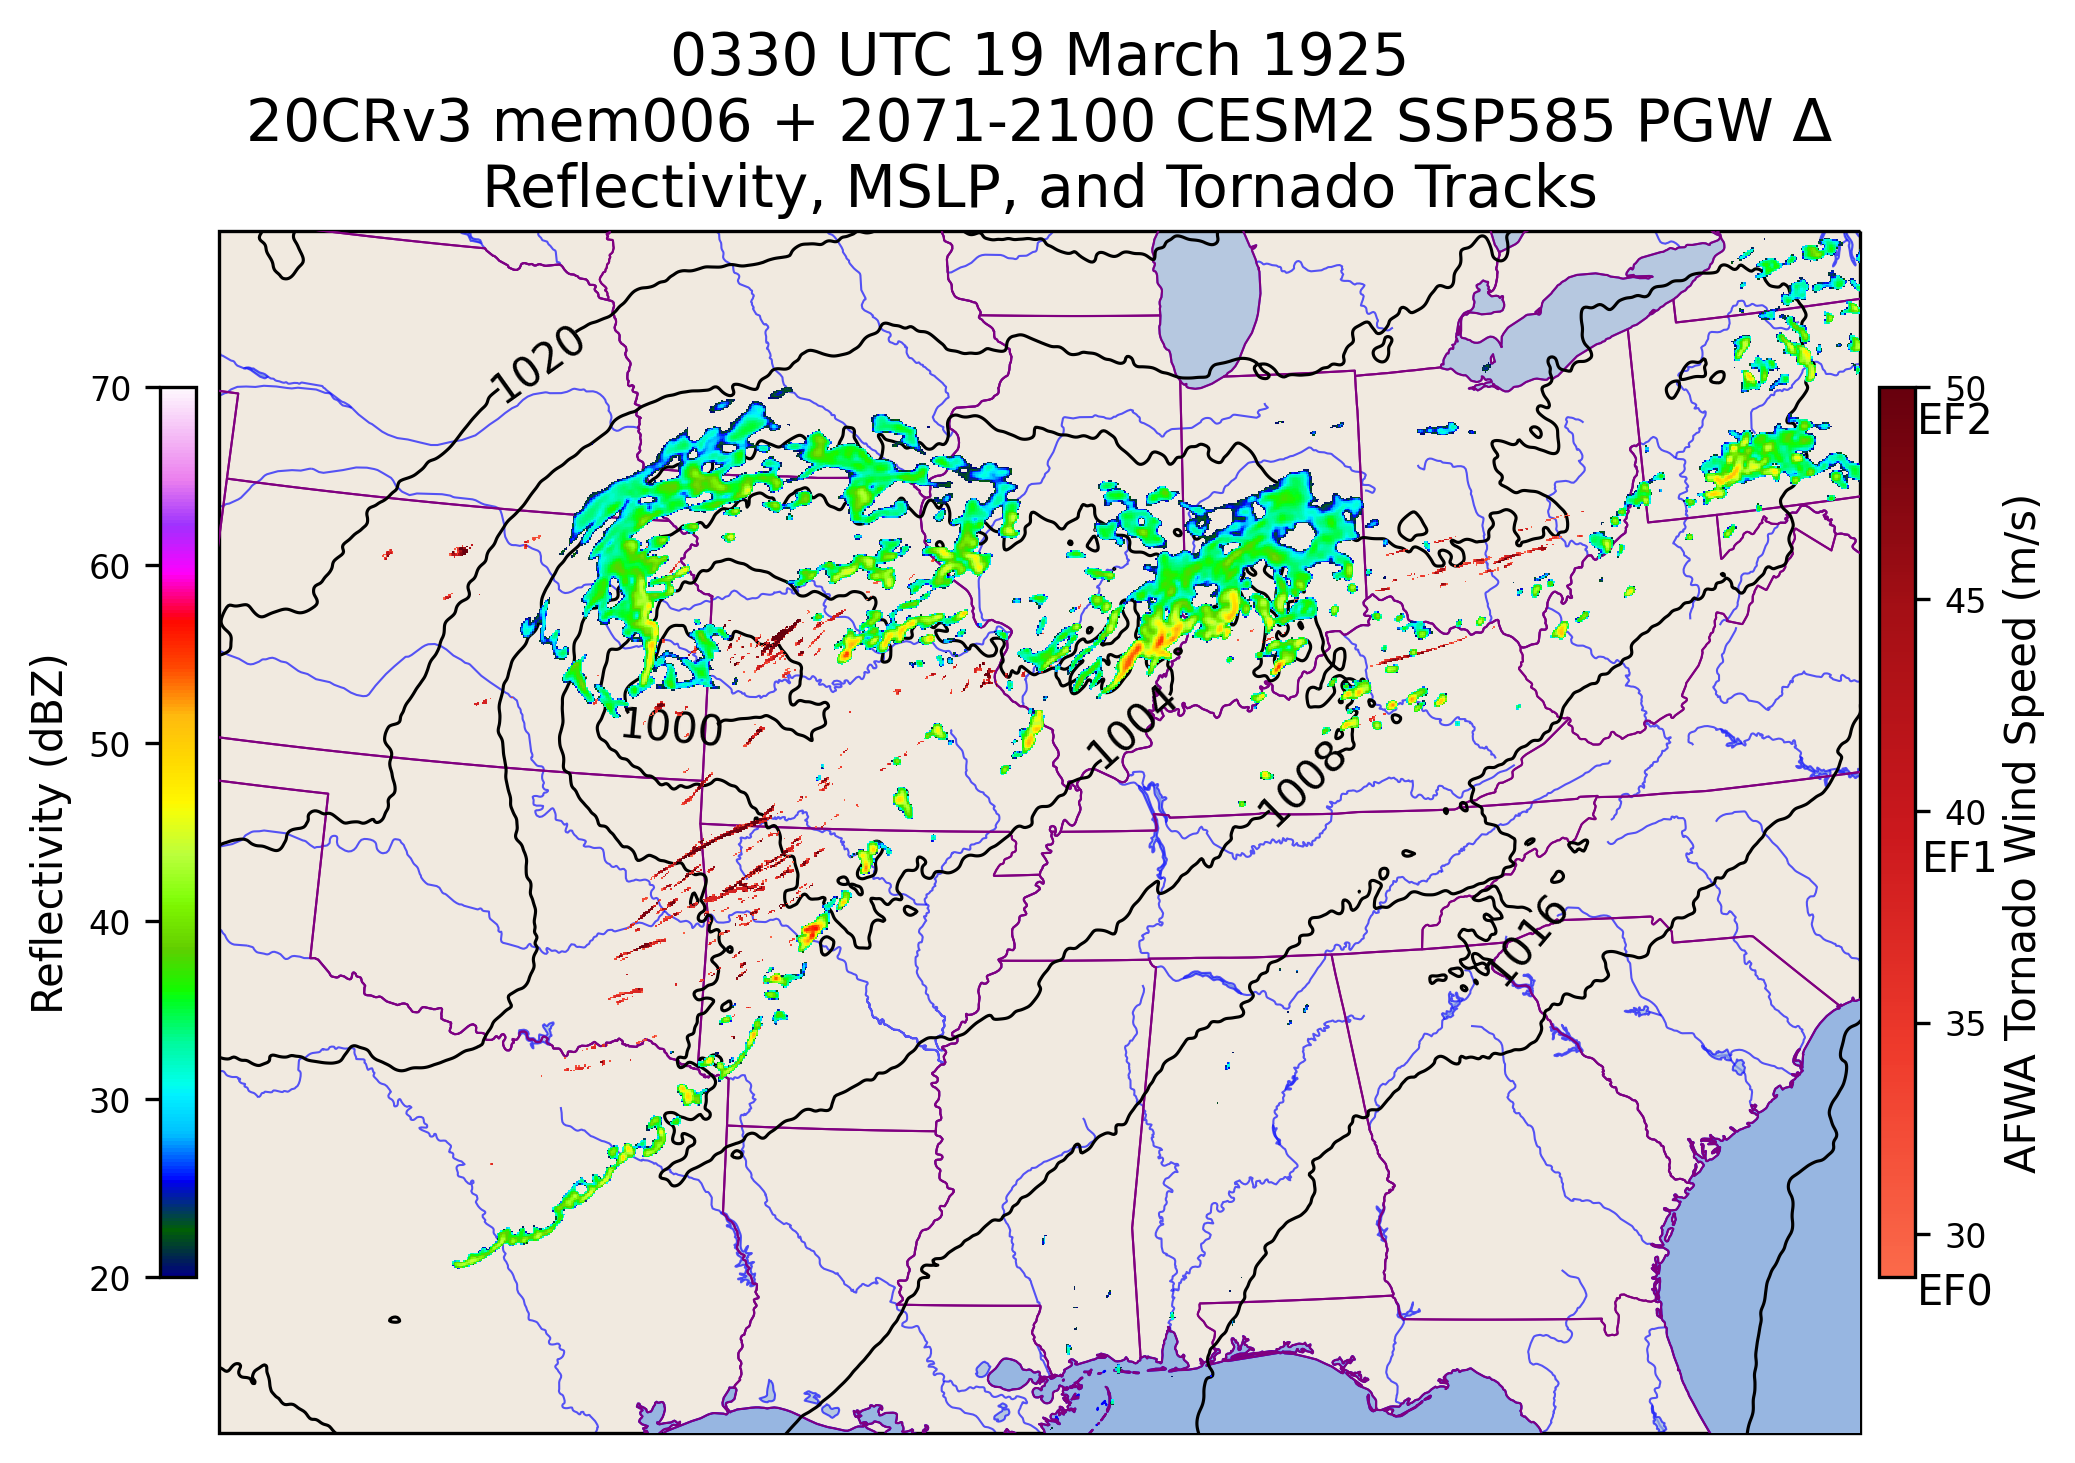 0330 UTC 19 March 1925
20CRv3 mem006 + 2071-2100 CESM2 SSP585 PGW Δ
Reflectivity, MSLP, and Tornado Tracks
Reflectivity (dBZ)
70
60
50
40
30
20
1020
1000
1004
1008
1016
50
EF2
45
40
EF1
35
30
EF0
AFWA Tornado Wind Speed (m/s)